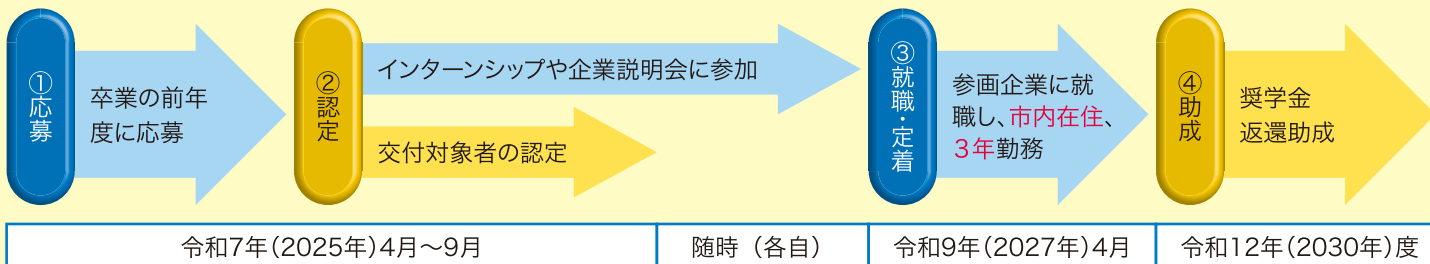 ①応募
卒業の前年
度に応募
②認定
インターンシップや企業説明会に参加
交付対象者の認定
③就職・定着
参画企業に就
職し、市内在住、
3年勤務
④助成
奨学金
返還助成
令和7年(2025年)4月～9月
随時（各自）
令和9年(2027年)4月
令和12年(2030年)度